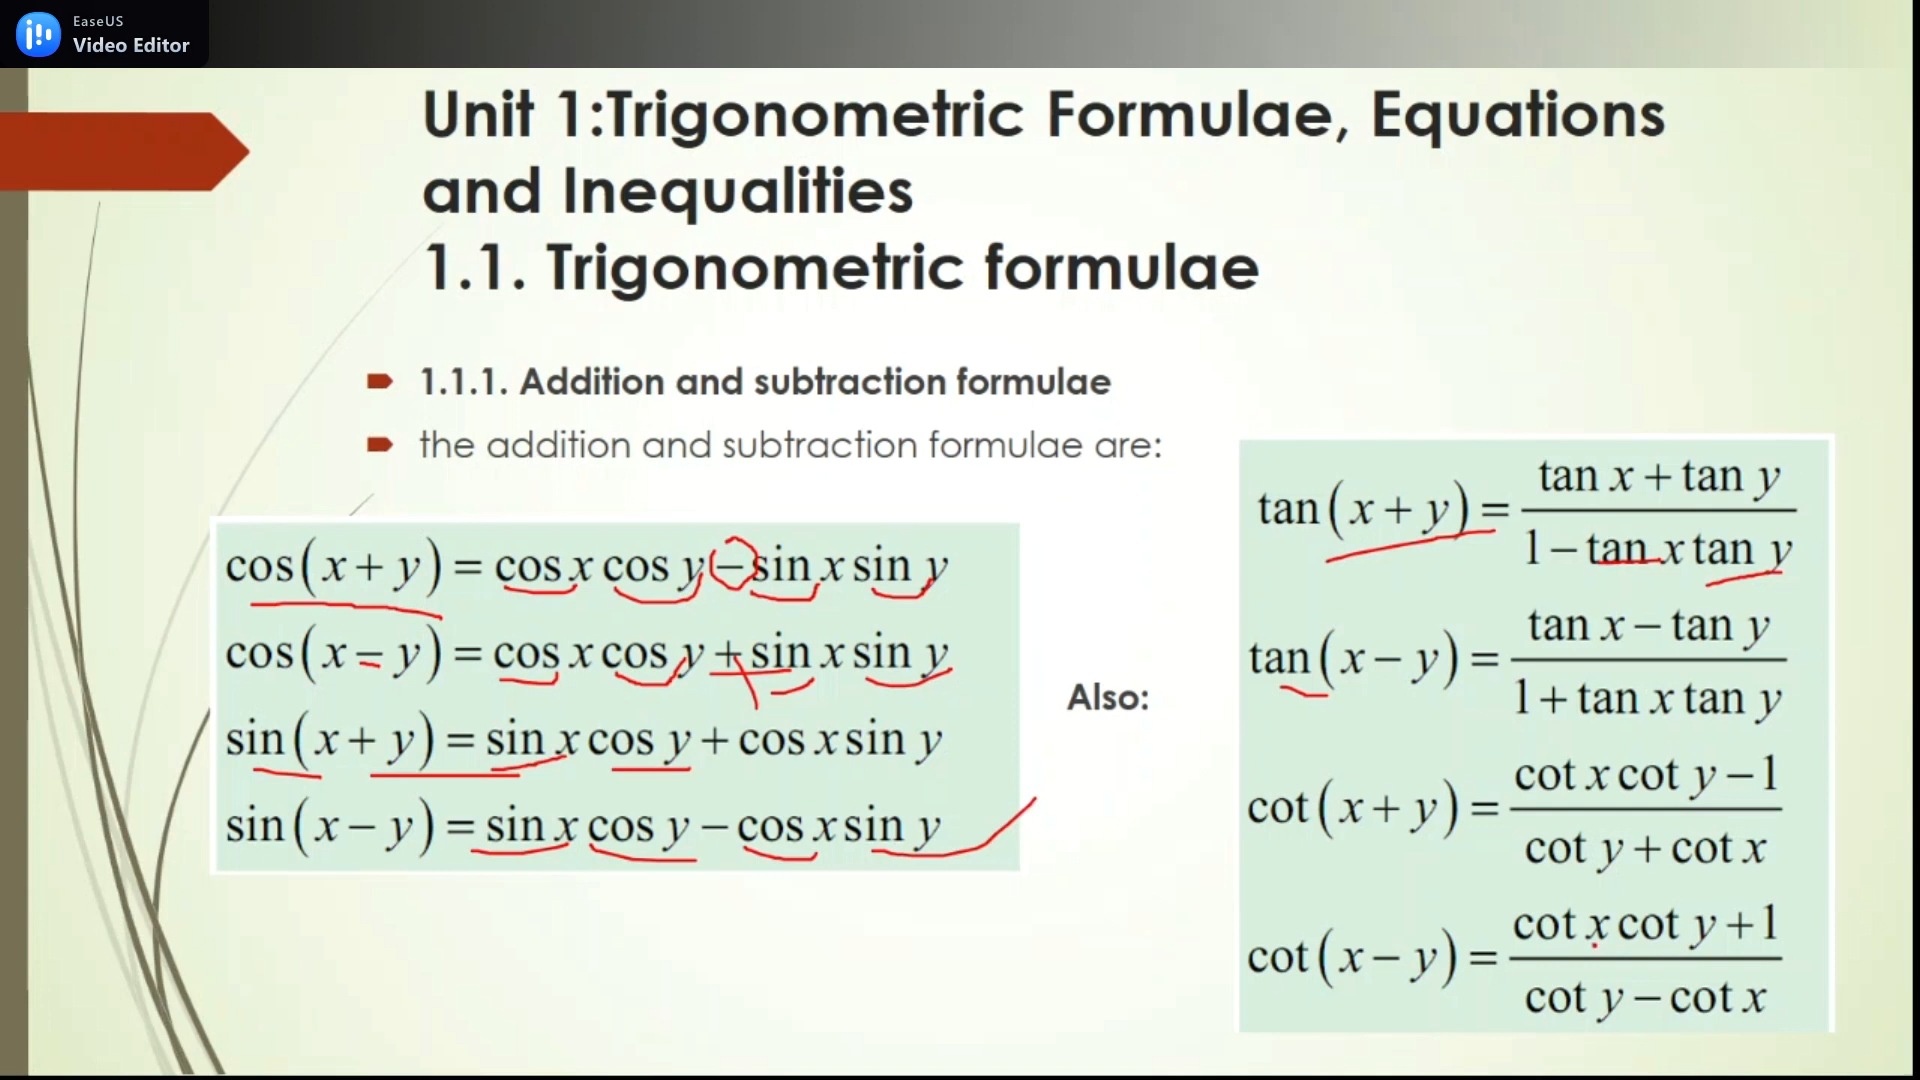 EaseUS
Video Editor
Unit 1:Trigonometric Formulae, Equations
and Inequalities
1.1. Trigonometric formulae
1.1.1. Addition and subtraction formulae
the addition and subtraction formulae are:
cos(x + y) = cos x cos y − sin x sin y
cos(x − y) = cos x cos y + sin x sin y
sin(x + y) = sin x cos y + cos x sin y
sin(x − y) = sin x cos y − cos x sin y
Also:
tan(x + y) = tan x + tan y
1 − tan x tan y
tan(x − y) = tan x − tan y
1 + tan x tan y
cot(x + y) = cot x cot y − 1
cot y + cot x
cot(x − y) = cot x cot y + 1
cot y − cot x